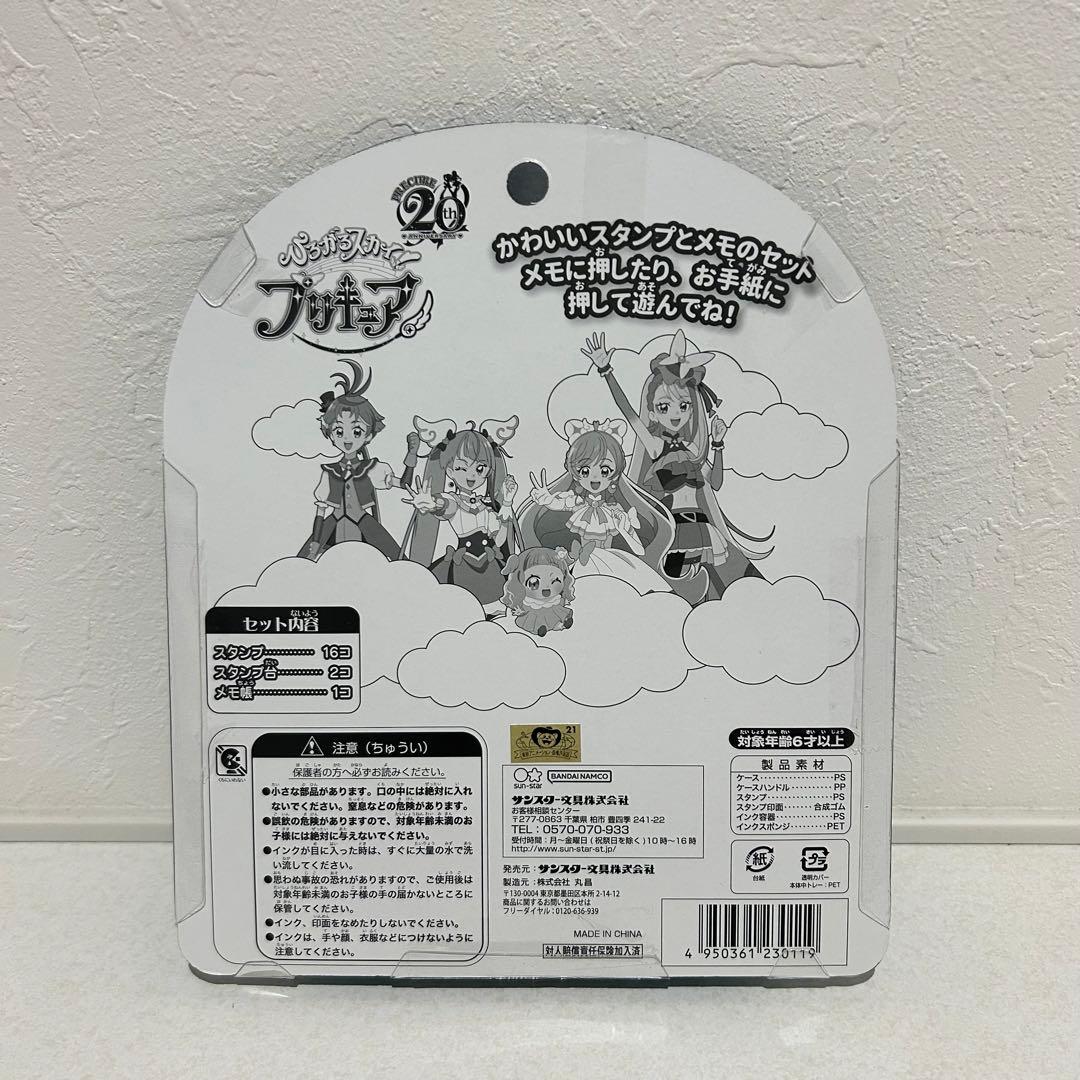 PRECURE
20th
ANNIVERSARY
ひろがるスカイ!
プリキュア
かわいいスタンプとメモのセット
メモに押したり、お手紙に
押して遊んでね!
セット内容
スタンプ………… 16コ
スタンプ台………… 2コ
メモ帳………… 1コ
くちにいれない
注意(ちゅうい)
保護者の方へ必ずお読みください。
●小さな部品があります。口の中には絶対に入れ
ないでください。窒息などの危険があります。
●誤飲の危険がありますので、対象年齢未満のお
子様には絶対に与えないでください。
●インクが目に入った時は、すぐに大量の水で洗
い流してください。
●思わぬ事故の恐れがありますので、ご使用後は
対象年齢未満のお子様の手の届かないところに
保管してください。
●インク、印面をなめたりしないでください。
●インクは、手や顔、衣服などにつけないように
注意してください。
21
sun-star
BANDAI NAMCO
サンスター文具株式会社
お客様相談センター
〒277-0863 千葉県 柏市 豊四季 241-22
TEL:0570-070-933
受付時間:月~金曜日(祝祭日を除く)10時~16時
http://www.sun-star-st.jp/
発売元:サンスター文具株式会社
製造元:株式会社 丸昌
〒130-0004 東京都墨田区本所 2-14-12
商品に関するお問い合わせは
フリーダイヤル:0120-636-939
MADE IN CHINA
対人賠償責任保険加入済
対象年齢6才以上
製品素材
ケース………… PS
ケースハンドル………… PP
スタンプ………… PS
スタンプ印面………… 合成ゴム
インク容器………… PS
インクスポンジ………… PET
紙
台紙
プラ
透明カバー
本体中トレー:PET
4 950361 230119